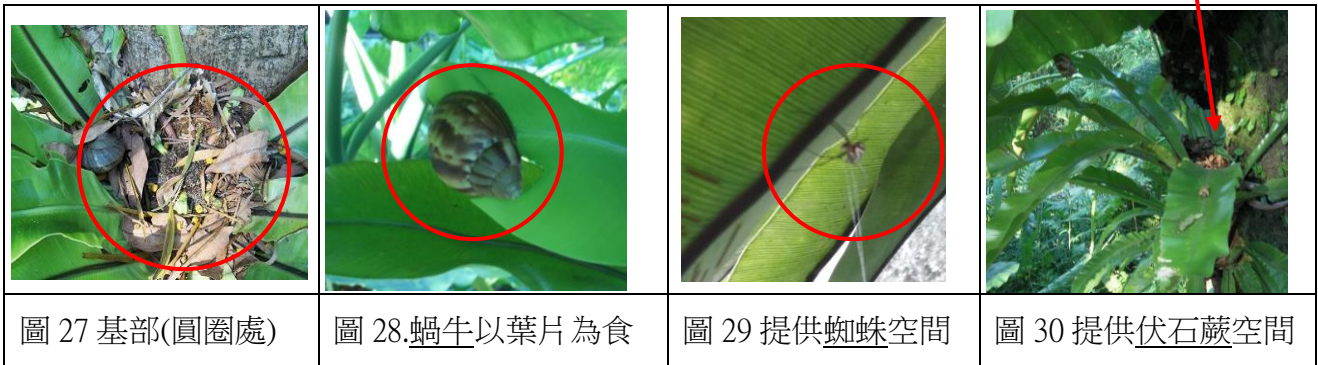 圖 27 基部(圓圈處)
圖 28.蝸牛以葉片為食
圖 29 提供蜘蛛空間
圖 30 提供伏石蕨空間